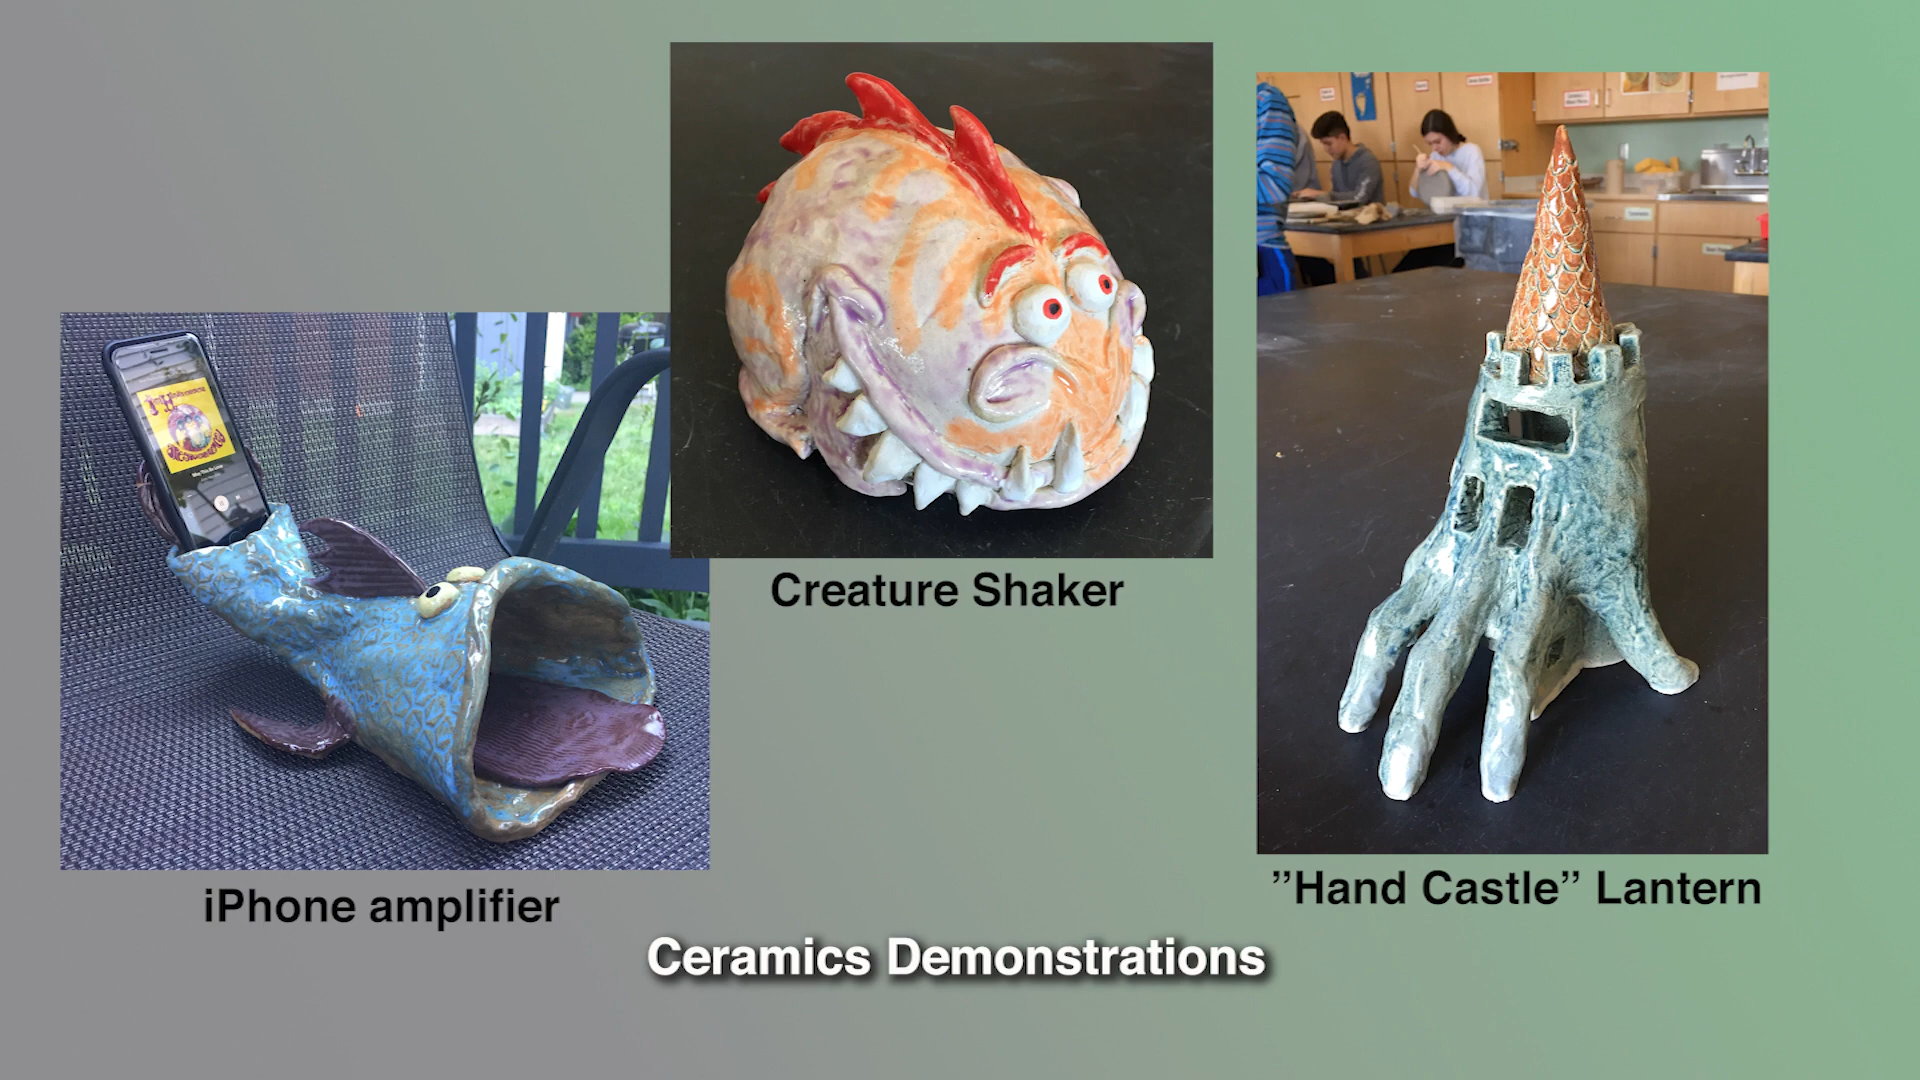 Creature Shaker
iPhone amplifier
”Hand Castle” Lantern
Ceramics Demonstrations